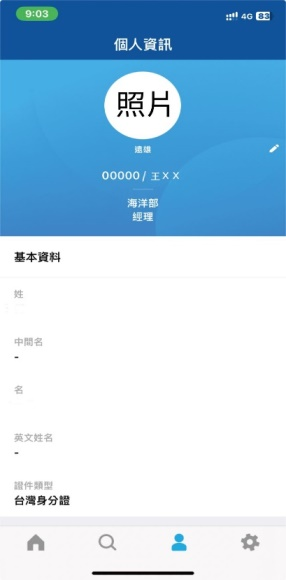 9:03
4G 83
個人資訊
照片
遠雄
00000 / 王XX
海洋部
經理
基本資料
姓
中間名
-
名
英文姓名
-
證件類型
台灣身分證